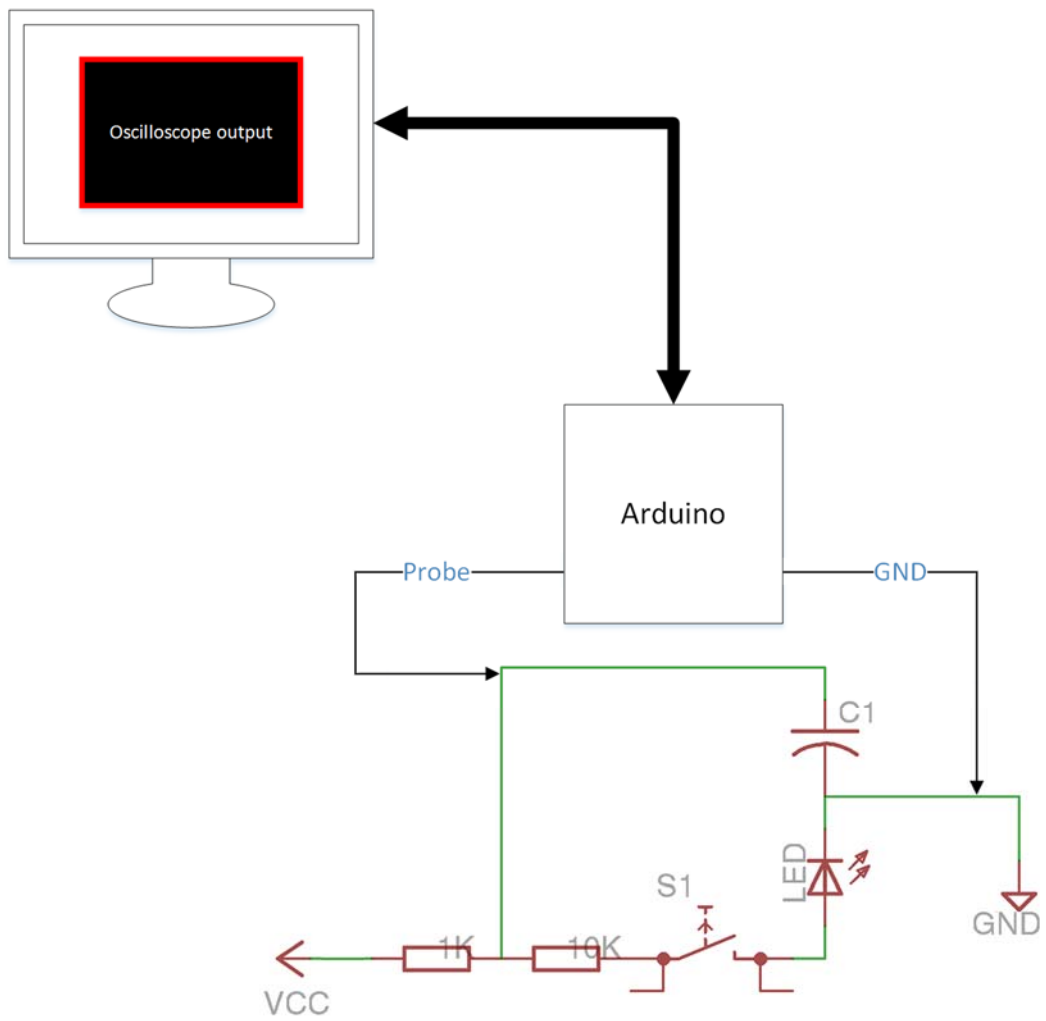 Oscilloscope output
Arduino
Probe
GND
C1
LED
S1
GND
1K
10K
VCC